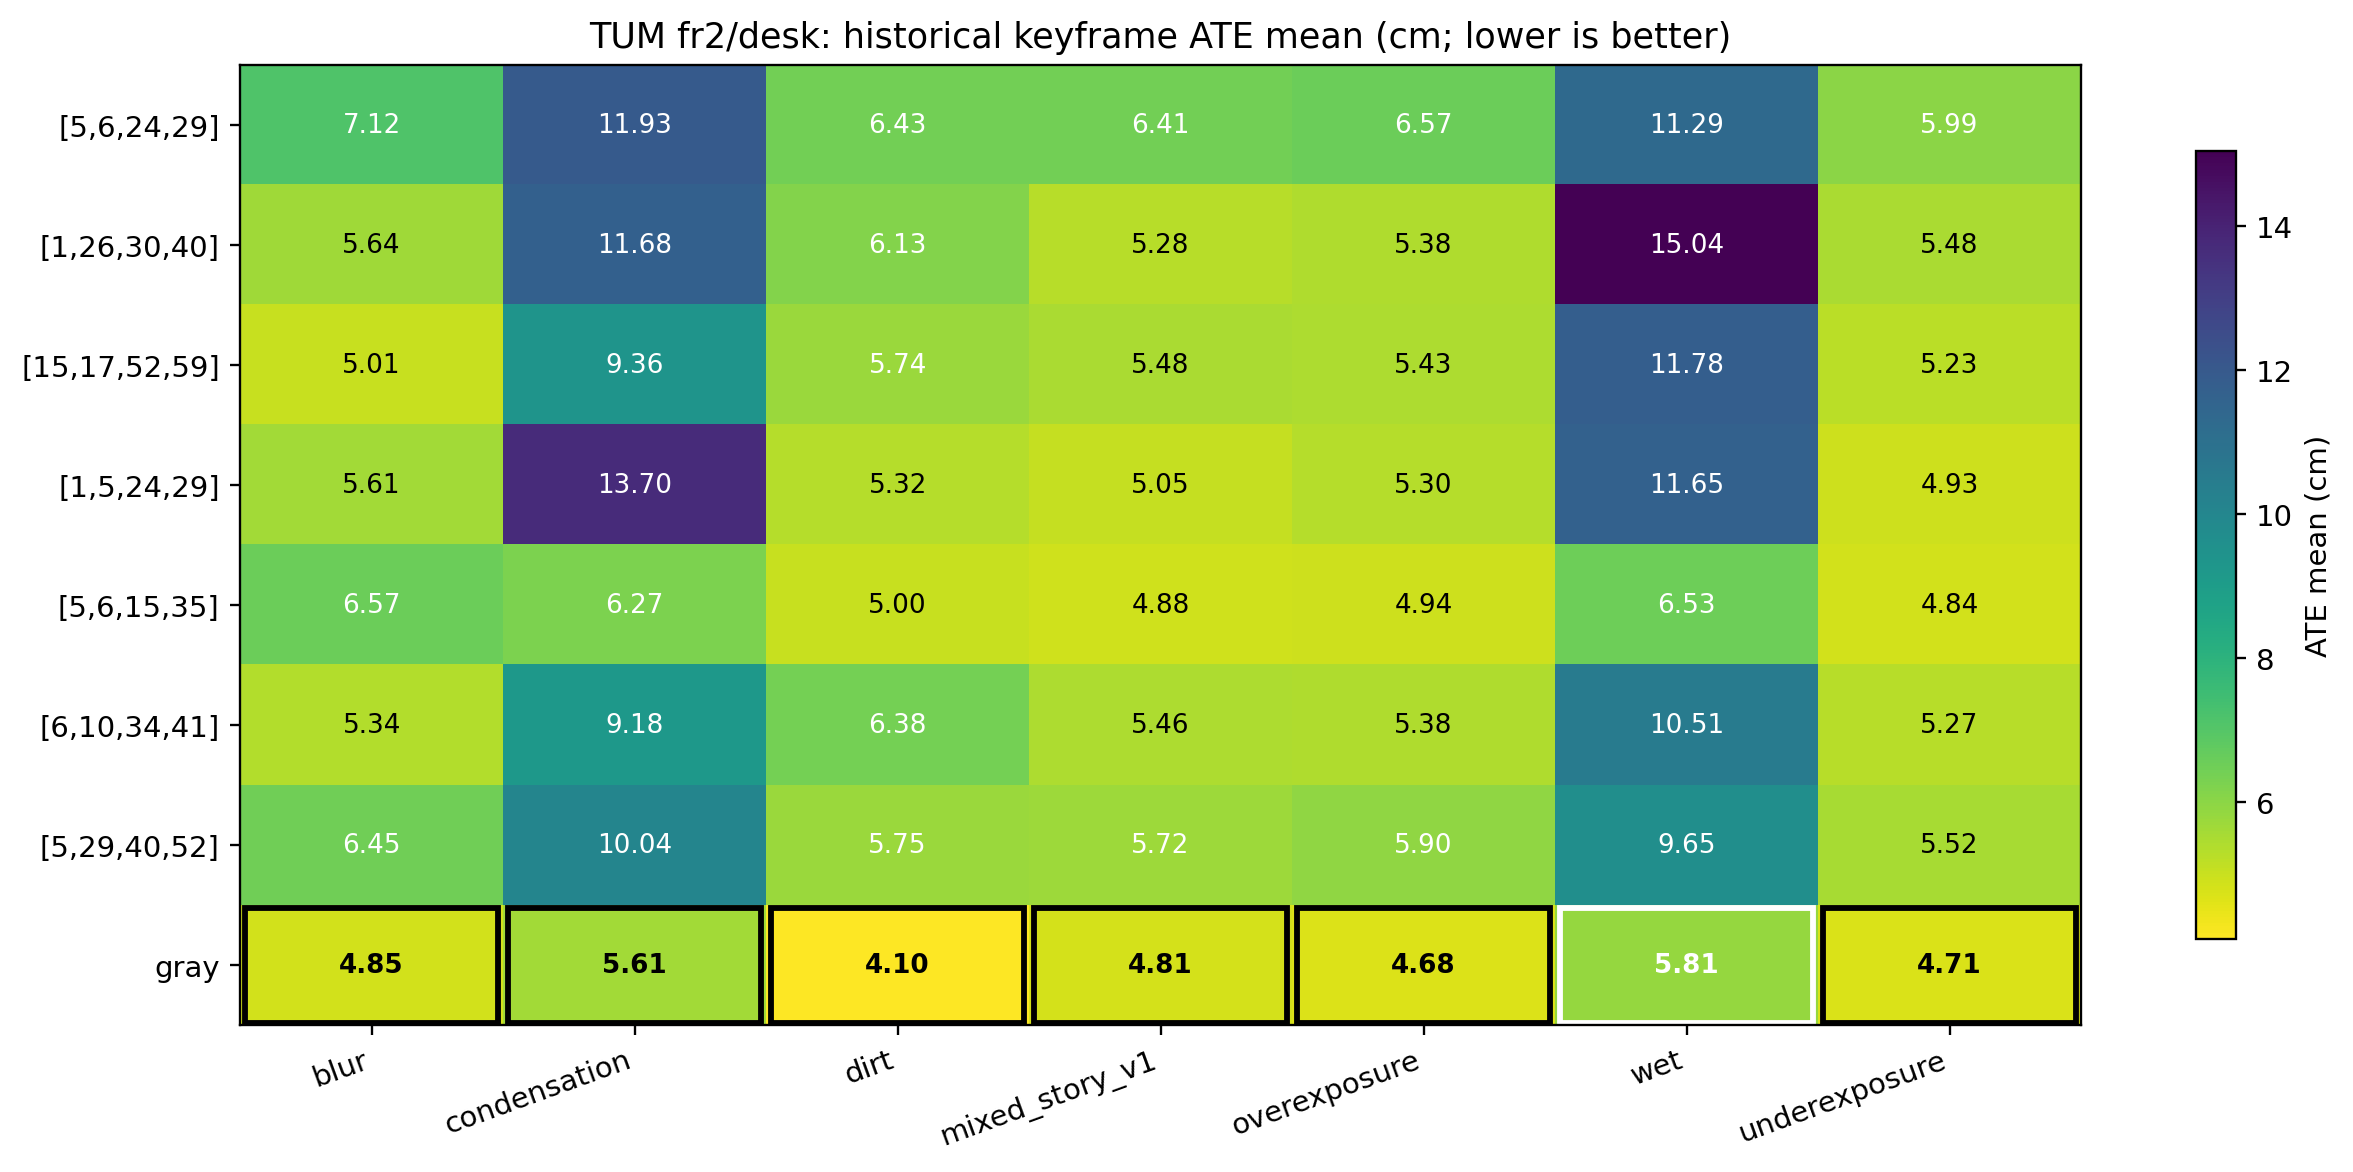 TUM fr2/desk: historical keyframe ATE mean (cm; lower is better)
[5,6,24,29] 7.12 11.93 6.43 6.41 6.57 11.29 5.99
[1,26,30,40] 5.64 11.68 6.13 5.28 5.38 15.04 5.48
[15,17,52,59] 5.01 9.36 5.74 5.48 5.43 11.78 5.23
[1,5,24,29] 5.61 13.70 5.32 5.05 5.30 11.65 4.93
[5,6,15,35] 6.57 6.27 5.00 4.88 4.94 6.53 4.84
[6,10,34,41] 5.34 9.18 6.38 5.46 5.38 10.51 5.27
[5,29,40,52] 6.45 10.04 5.75 5.72 5.90 9.65 5.52
gray 4.85 5.61 4.10 4.81 4.68 5.81 4.71
blur condensation dirt mixed_story_v1 overexposure wet underexposure
14
12
10
8
6
ATE mean (cm)